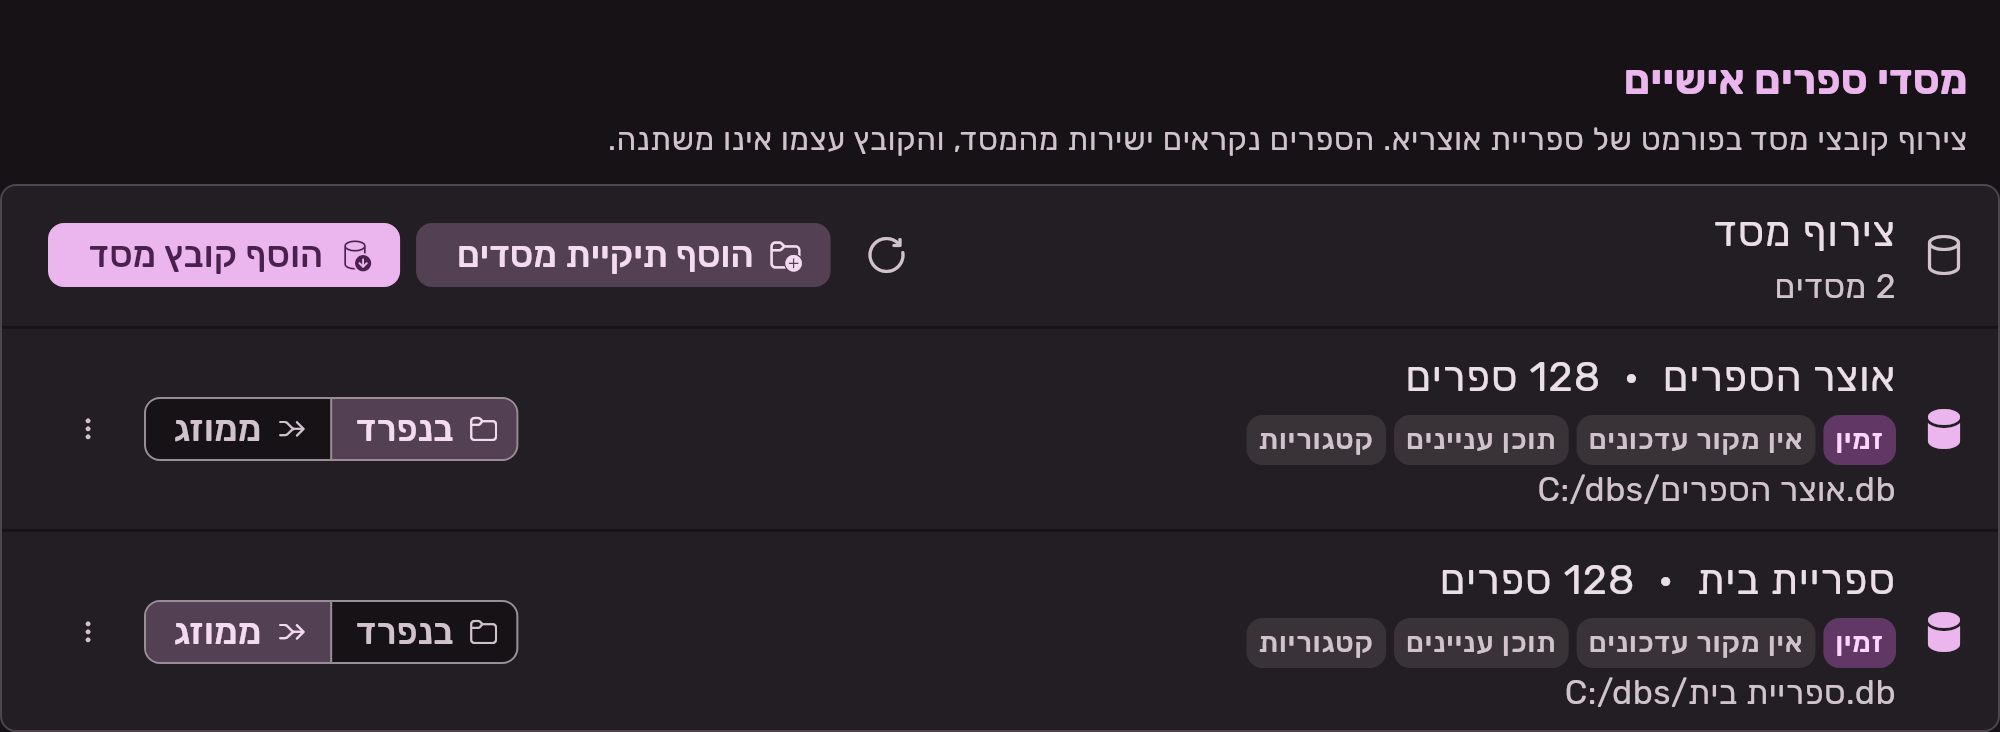 מסדי ספרים אישיים
צירוף קובצי מסד בפורמט של ספריית אוצריא. הספרים נקראים ישירות מהמסד, והקובץ עצמו אינו משתנה.
צירוף מסד
2 מסדים
הוסף תיקיית מסדים
הוסף קובץ מסד
אוצר הספרים • 128 ספרים
זמין אין מקור עדכונים תוכן עניינים קטגוריות
C:/dbs/אוצר הספרים.db
בנפרד ממוזג
ספריית בית • 128 ספרים
זמין אין מקור עדכונים תוכן עניינים קטגוריות
C:/dbs/ספריית בית.db
בנפרד ממוזג